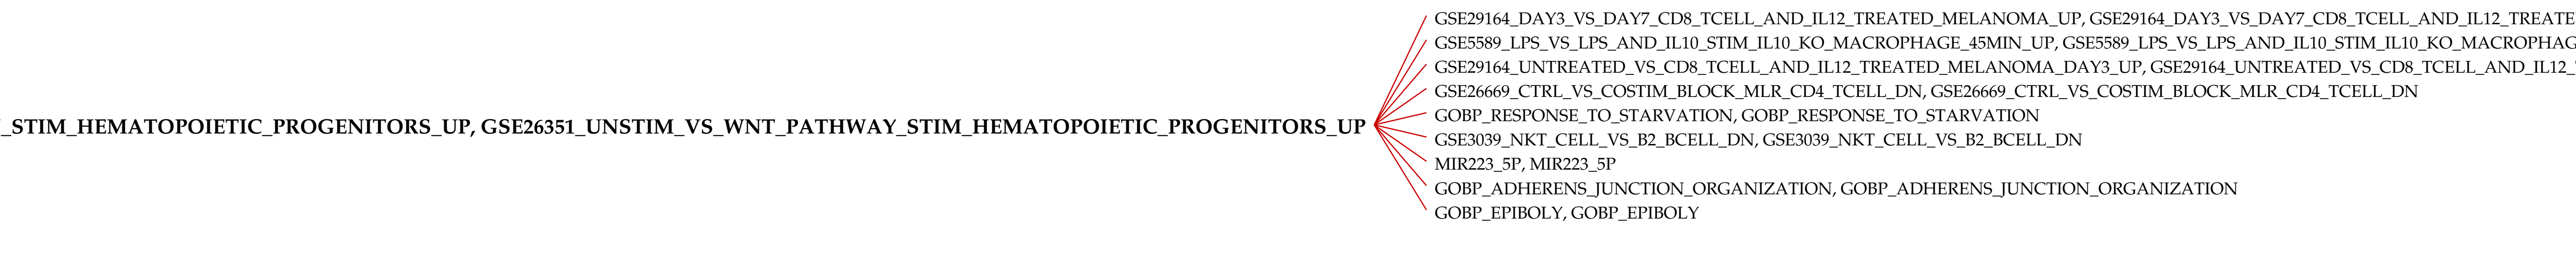 GSE29164_DAY3_VS_DAY7_CD8_TCELL_AND_IL12_TREATED_MELANOMA_UP, GSE29164_DAY3_VS_DAY7_CD8_TCELL_AND_IL12_TREATE
GSE5589_LPS_VS_LPS_AND_IL10_STIM_IL10_KO_MACROPHAGE_45MIN_UP, GSE5589_LPS_VS_LPS_AND_IL10_STIM_IL10_KO_MACROPHAG
GSE29164_UNTREATED_VS_CD8_TCELL_AND_IL12_TREATED_MELANOMA_DAY3_UP, GSE29164_UNTREATED_VS_CD8_TCELL_AND_IL12_
GSE26669_CTRL_VS_COSTIM_BLOCK_MLR_CD4_TCELL_DN, GSE26669_CTRL_VS_COSTIM_BLOCK_MLR_CD4_TCELL_DN
GOBP_RESPONSE_TO_STARVATION, GOBP_RESPONSE_TO_STARVATION
_STIM_HEMATOPOIETIC_PROGENITORS_UP, GSE26351_UNSTIM_VS_WNT_PATHWAY_STIM_HEMATOPOIETIC_PROGENITORS_UP
GSE3039_NKT_CELL_VS_B2_BCELL_DN, GSE3039_NKT_CELL_VS_B2_BCELL_DN
MIR223_5P, MIR223_5P
GOBP_ADHERENS_JUNCTION_ORGANIZATION, GOBP_ADHERENS_JUNCTION_ORGANIZATION
GOBP_EPIBOLY, GOBP_EPIBOLY